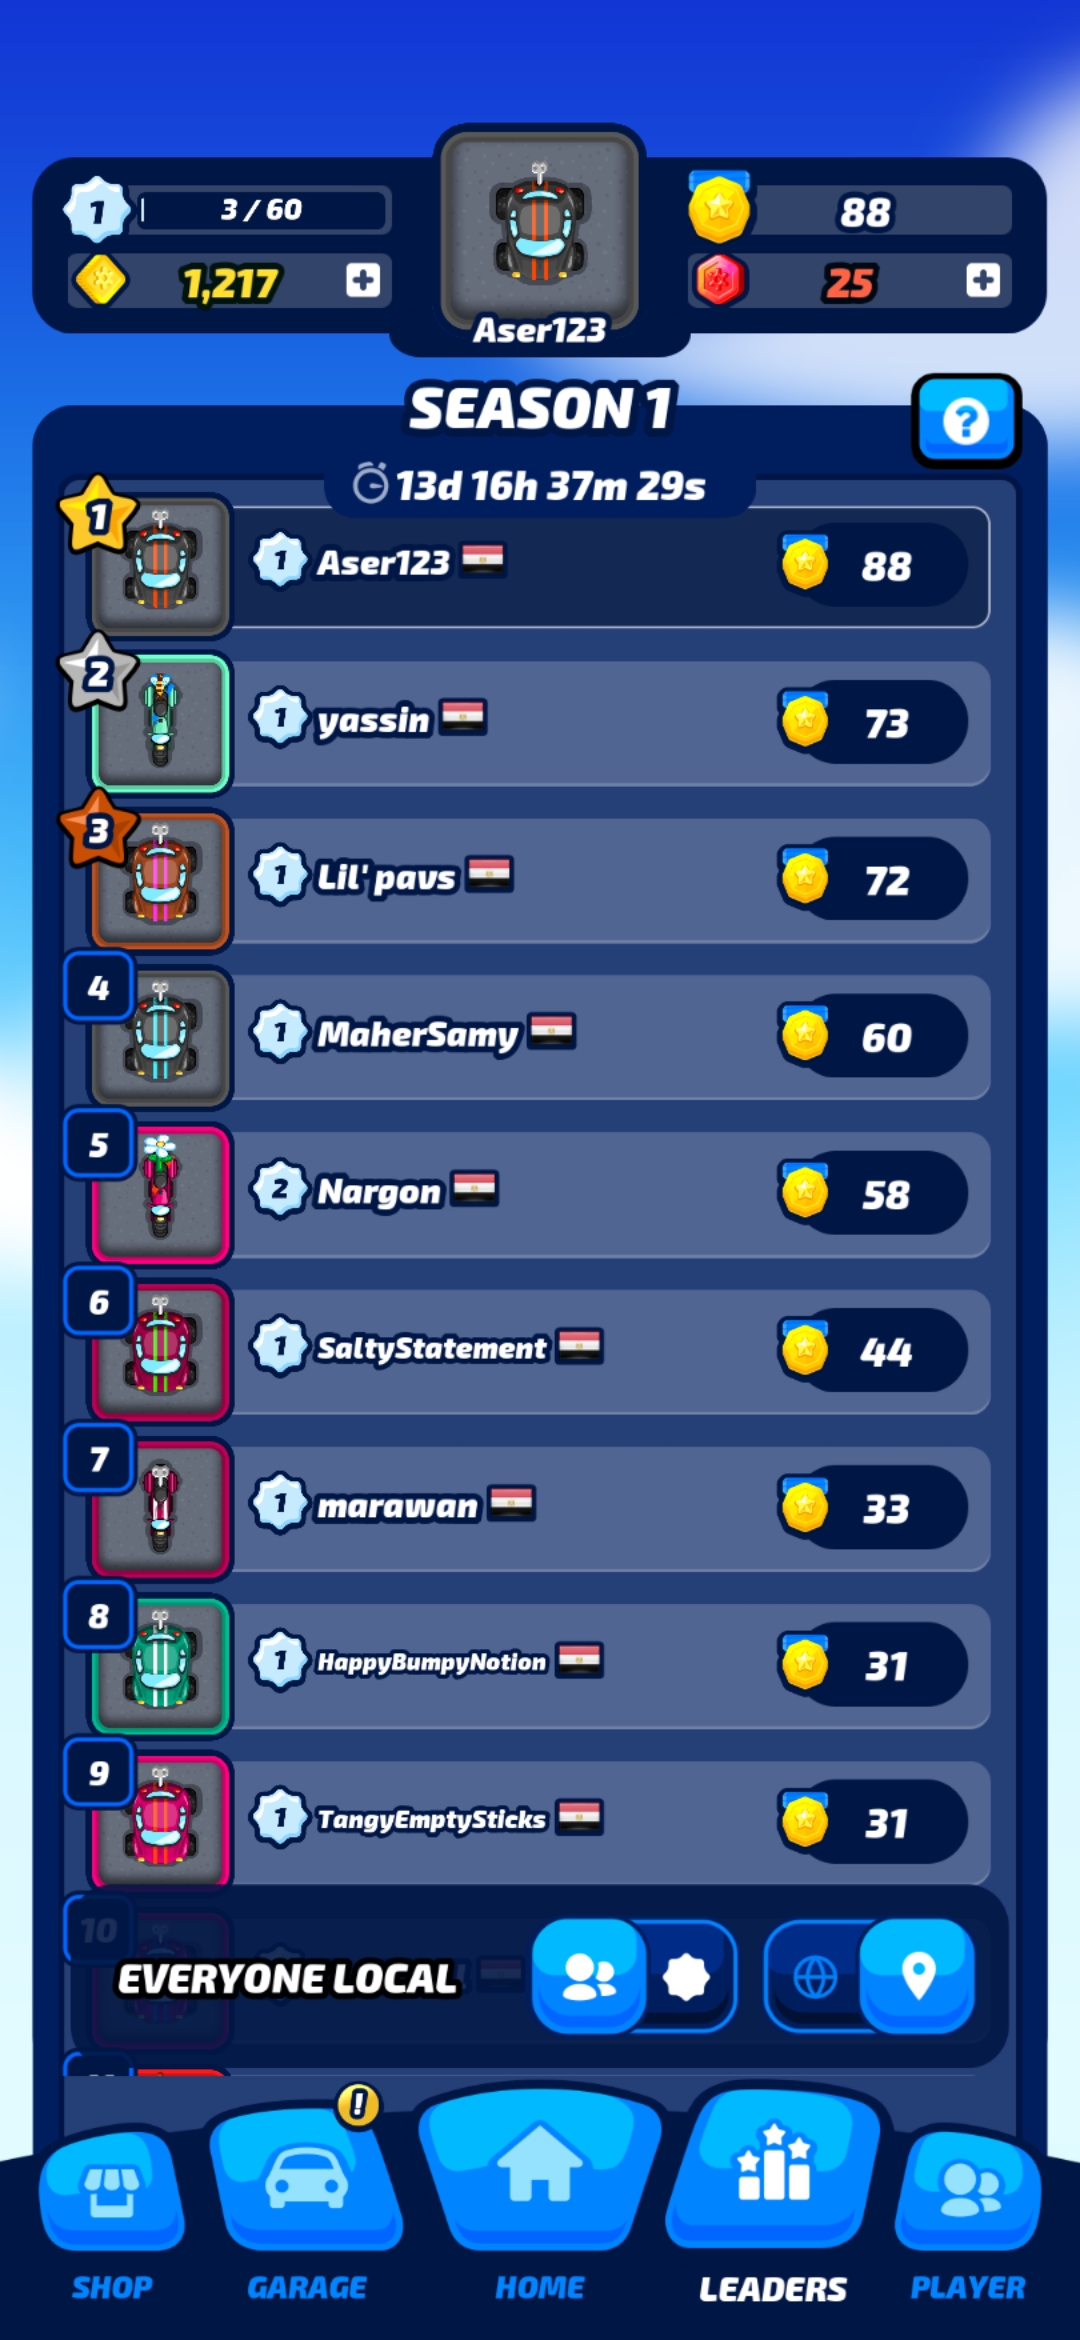 1 3 / 60 88
1,217 25
Aser123
SEASON 1 ?
13d 16h 37m 29s
1 1 Aser123 88
2 1 yassin 73
3 1 Lil' pavs 72
4 1 MaherSamy 60
5 2 Nargon 58
6 1 SaltyStatement 44
7 1 marawan 33
8 1 HappyBumpyNotion 31
9 1 TangyEmptySticks 31
10
EVERYONE LOCAL
!
SHOP GARAGE HOME LEADERS PLAYER